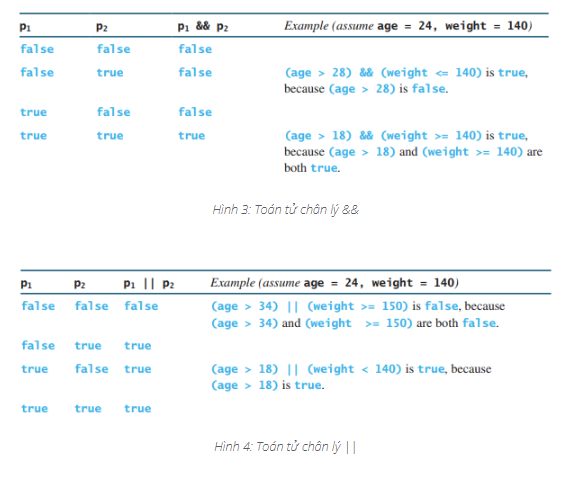 p1 p2 p1 && p2 Example (assume age = 24, weight = 140)
false false false
false true false (age > 28) && (weight <= 140) is true,
because (age > 28) is false.
true false false
true true true (age > 18) && (weight >= 140) is true,
because (age > 18) and (weight >= 140) are
both true.
Hình 3: Toán tử chân lý &&
p1 p2 p1 || p2 Example (assume age = 24, weight = 140)
false false false (age > 34) || (weight >= 150) is false, because
(age > 34) and (weight >= 150) are both false.
false true true
true false true (age > 18) || (weight < 140) is true, because
(age > 18) is true.
true true true
Hình 4: Toán tử chân lý ||